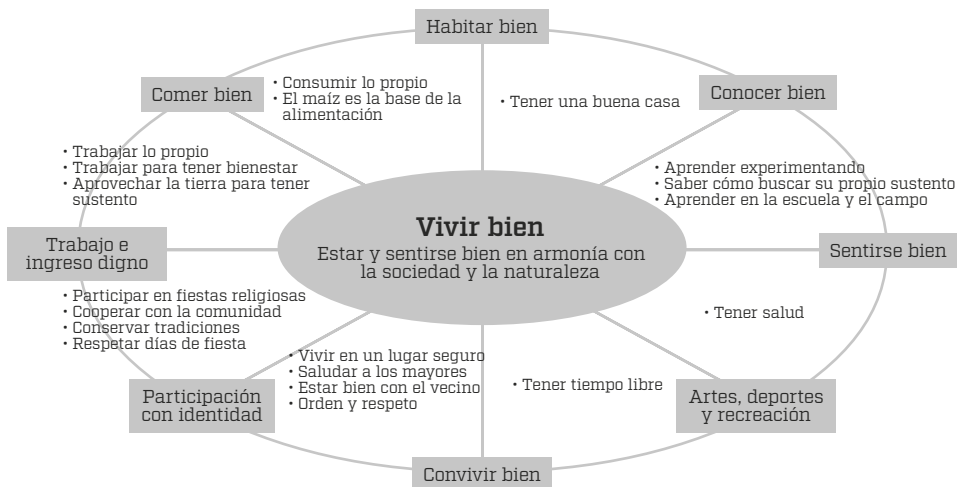 Habitar bien
Comer bien
• Consumir lo propio
• El maíz es la base de la
alimentación
• Tener una buena casa
Conocer bien
• Trabajar lo propio
• Trabajar para tener bienestar
• Aprovechar la tierra para tener
sustento
• Aprender experimentando
• Saber cómo buscar su propio sustento
• Aprender en la escuela y el campo
Vivir bien
Estar y sentirse bien en armonía con
la sociedad y la naturaleza
Trabajo e
ingreso digno
Sentirse bien
• Participar en fiestas religiosas
• Cooperar con la comunidad
• Conservar tradiciones
• Respetar días de fiesta
• Tener salud
• Vivir en un lugar seguro
• Saludar a los mayores
• Estar bien con el vecino
• Orden y respeto
• Tener tiempo libre
Participación
con identidad
Artes, deportes
y recreación
Convivir bien